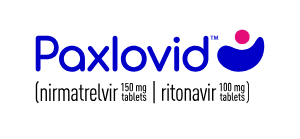 Paxlovid™
(nirmatrelvir 150 mg tablets | ritonavir 100 mg tablets)